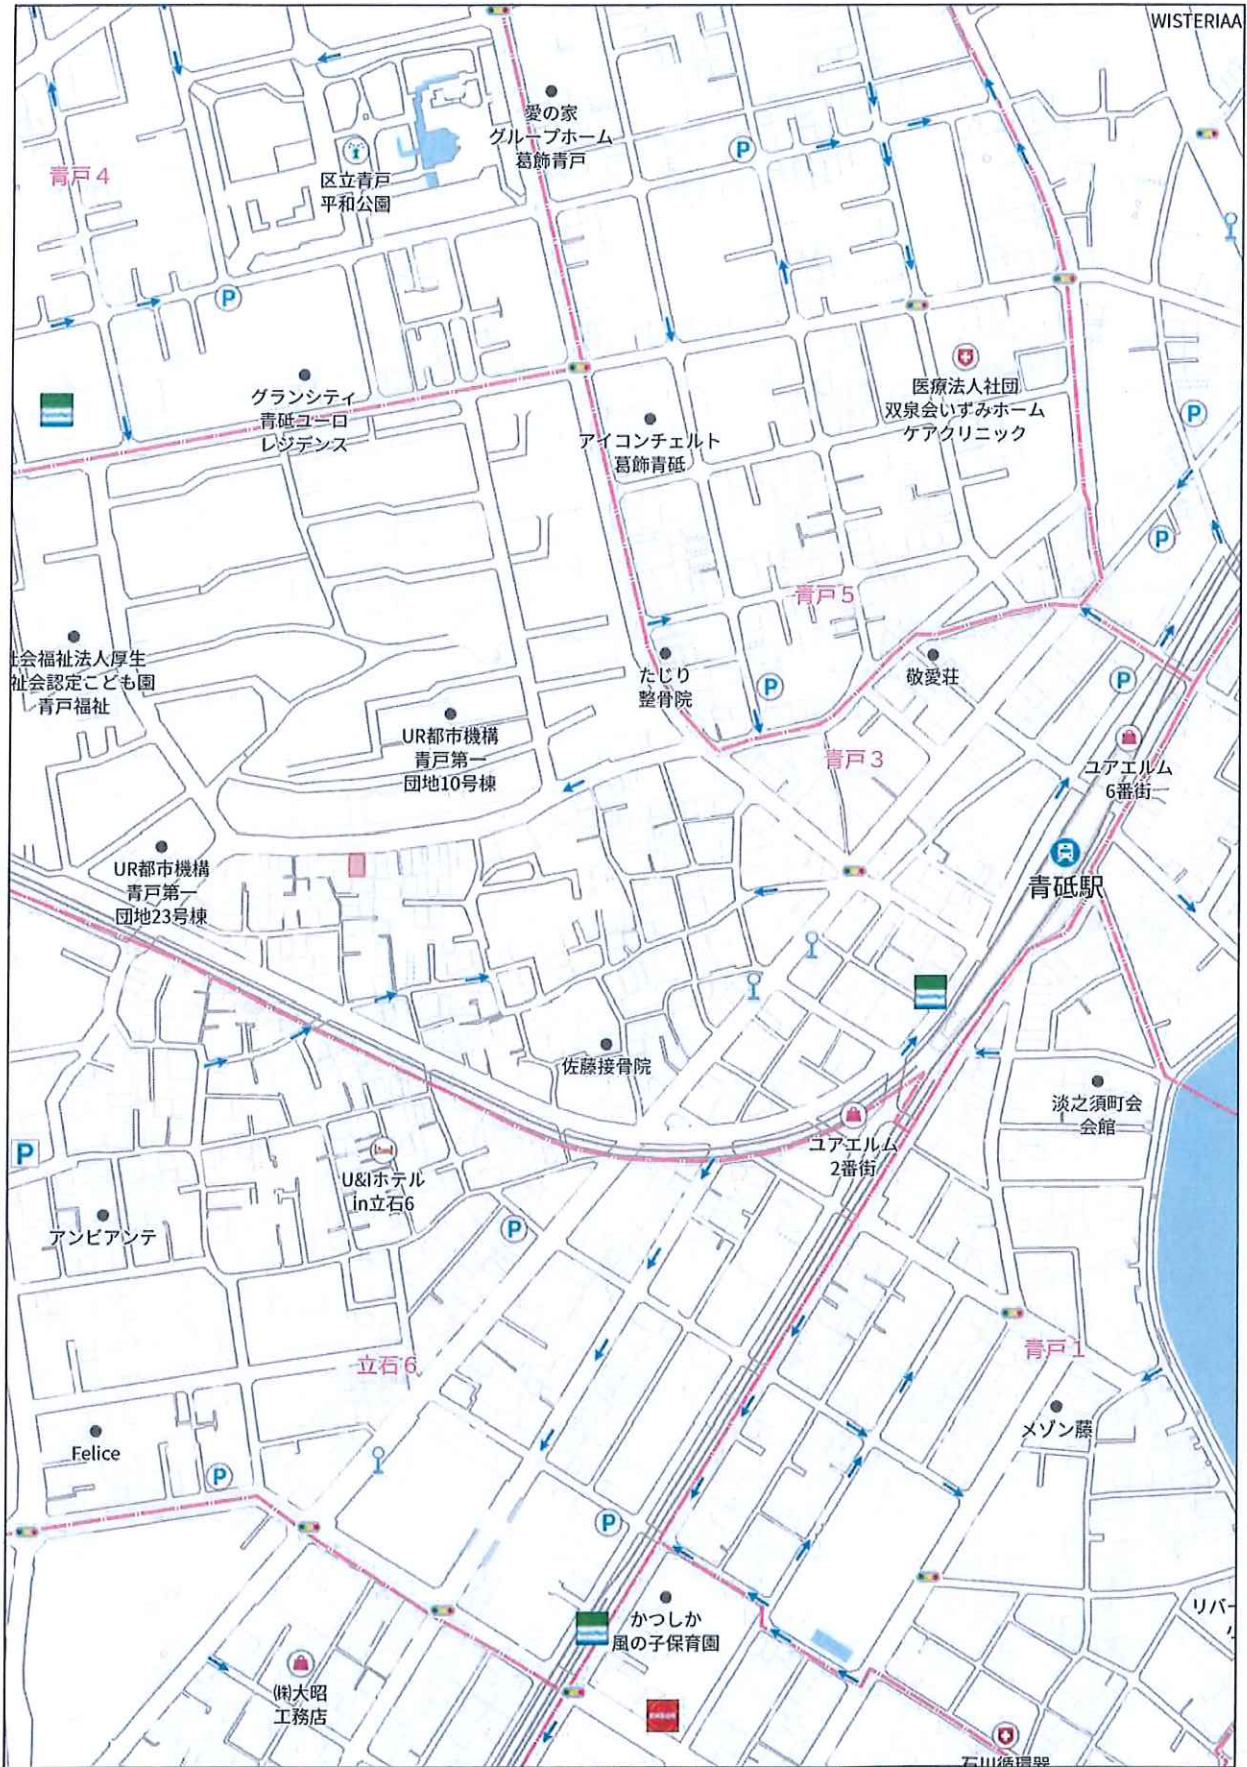 WISTERIAA
愛の家
グループホーム
葛飾青戸
P
青戸4
区立青戸
平和公園
P
グランシティ
青砥ユーロ
レジデンス
医療法人社団
双泉会いずみホーム
ケアクリニック
P
アイコンチェルト
葛飾青砥
P
青戸5
社会福祉法人厚生
祉会認定こども園
青戸福祉
たじり
整骨院
P
敬愛荘
P
UR都市機構
青戸第一
団地10号棟
青戸3
ユアエルム
6番街
UR都市機構
青戸第一
団地23号棟
青砥駅
佐藤接骨院
淡之須町会
会館
P
U&Iホテル
in立石6
ユアエルム
2番街
アンビアンテ
P
立石6
青戸1
Felice
P
メゾン藤
P
かつしか
風の子保育園
リバー
㈱大昭
工務店
石川循環器